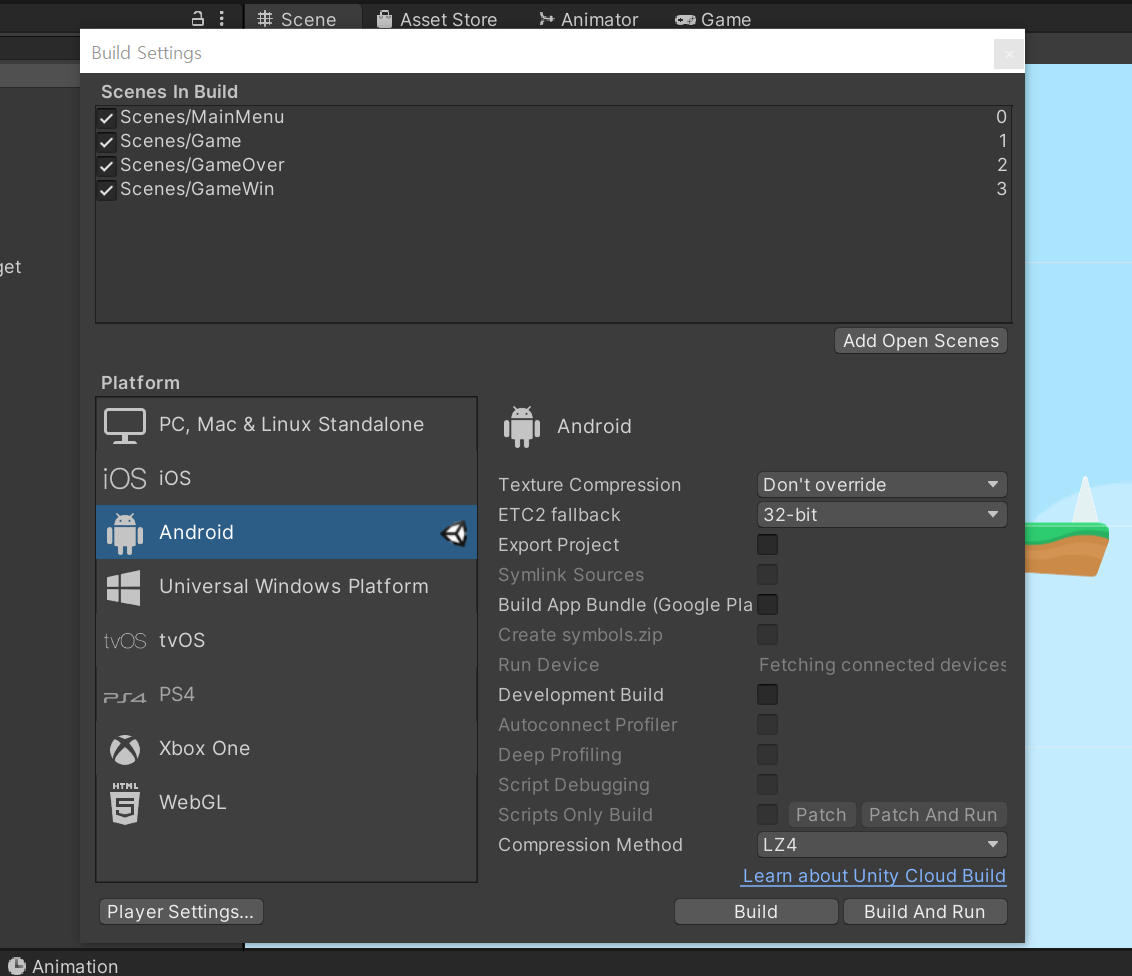 Scene Asset Store Animator Game
Build Settings
Scenes In Build
Scenes/MainMenu 0
Scenes/Game 1
Scenes/GameOver 2
Scenes/GameWin 3
get
Add Open Scenes
Platform
PC, Mac & Linux Standalone
iOS iOS
Android
Universal Windows Platform
tvOS tvOS
PS4 PS4
Xbox One
HTML
5 WebGL
Android
Texture Compression Don't override
ETC2 fallback 32-bit
Export Project
Symlink Sources
Build App Bundle (Google Pla
Create symbols.zip
Run Device Fetching connected devices
Development Build
Autoconnect Profiler
Deep Profiling
Script Debugging
Scripts Only Build Patch Patch And Run
Compression Method LZ4
Learn about Unity Cloud Build
Player Settings... Build Build And Run
Animation